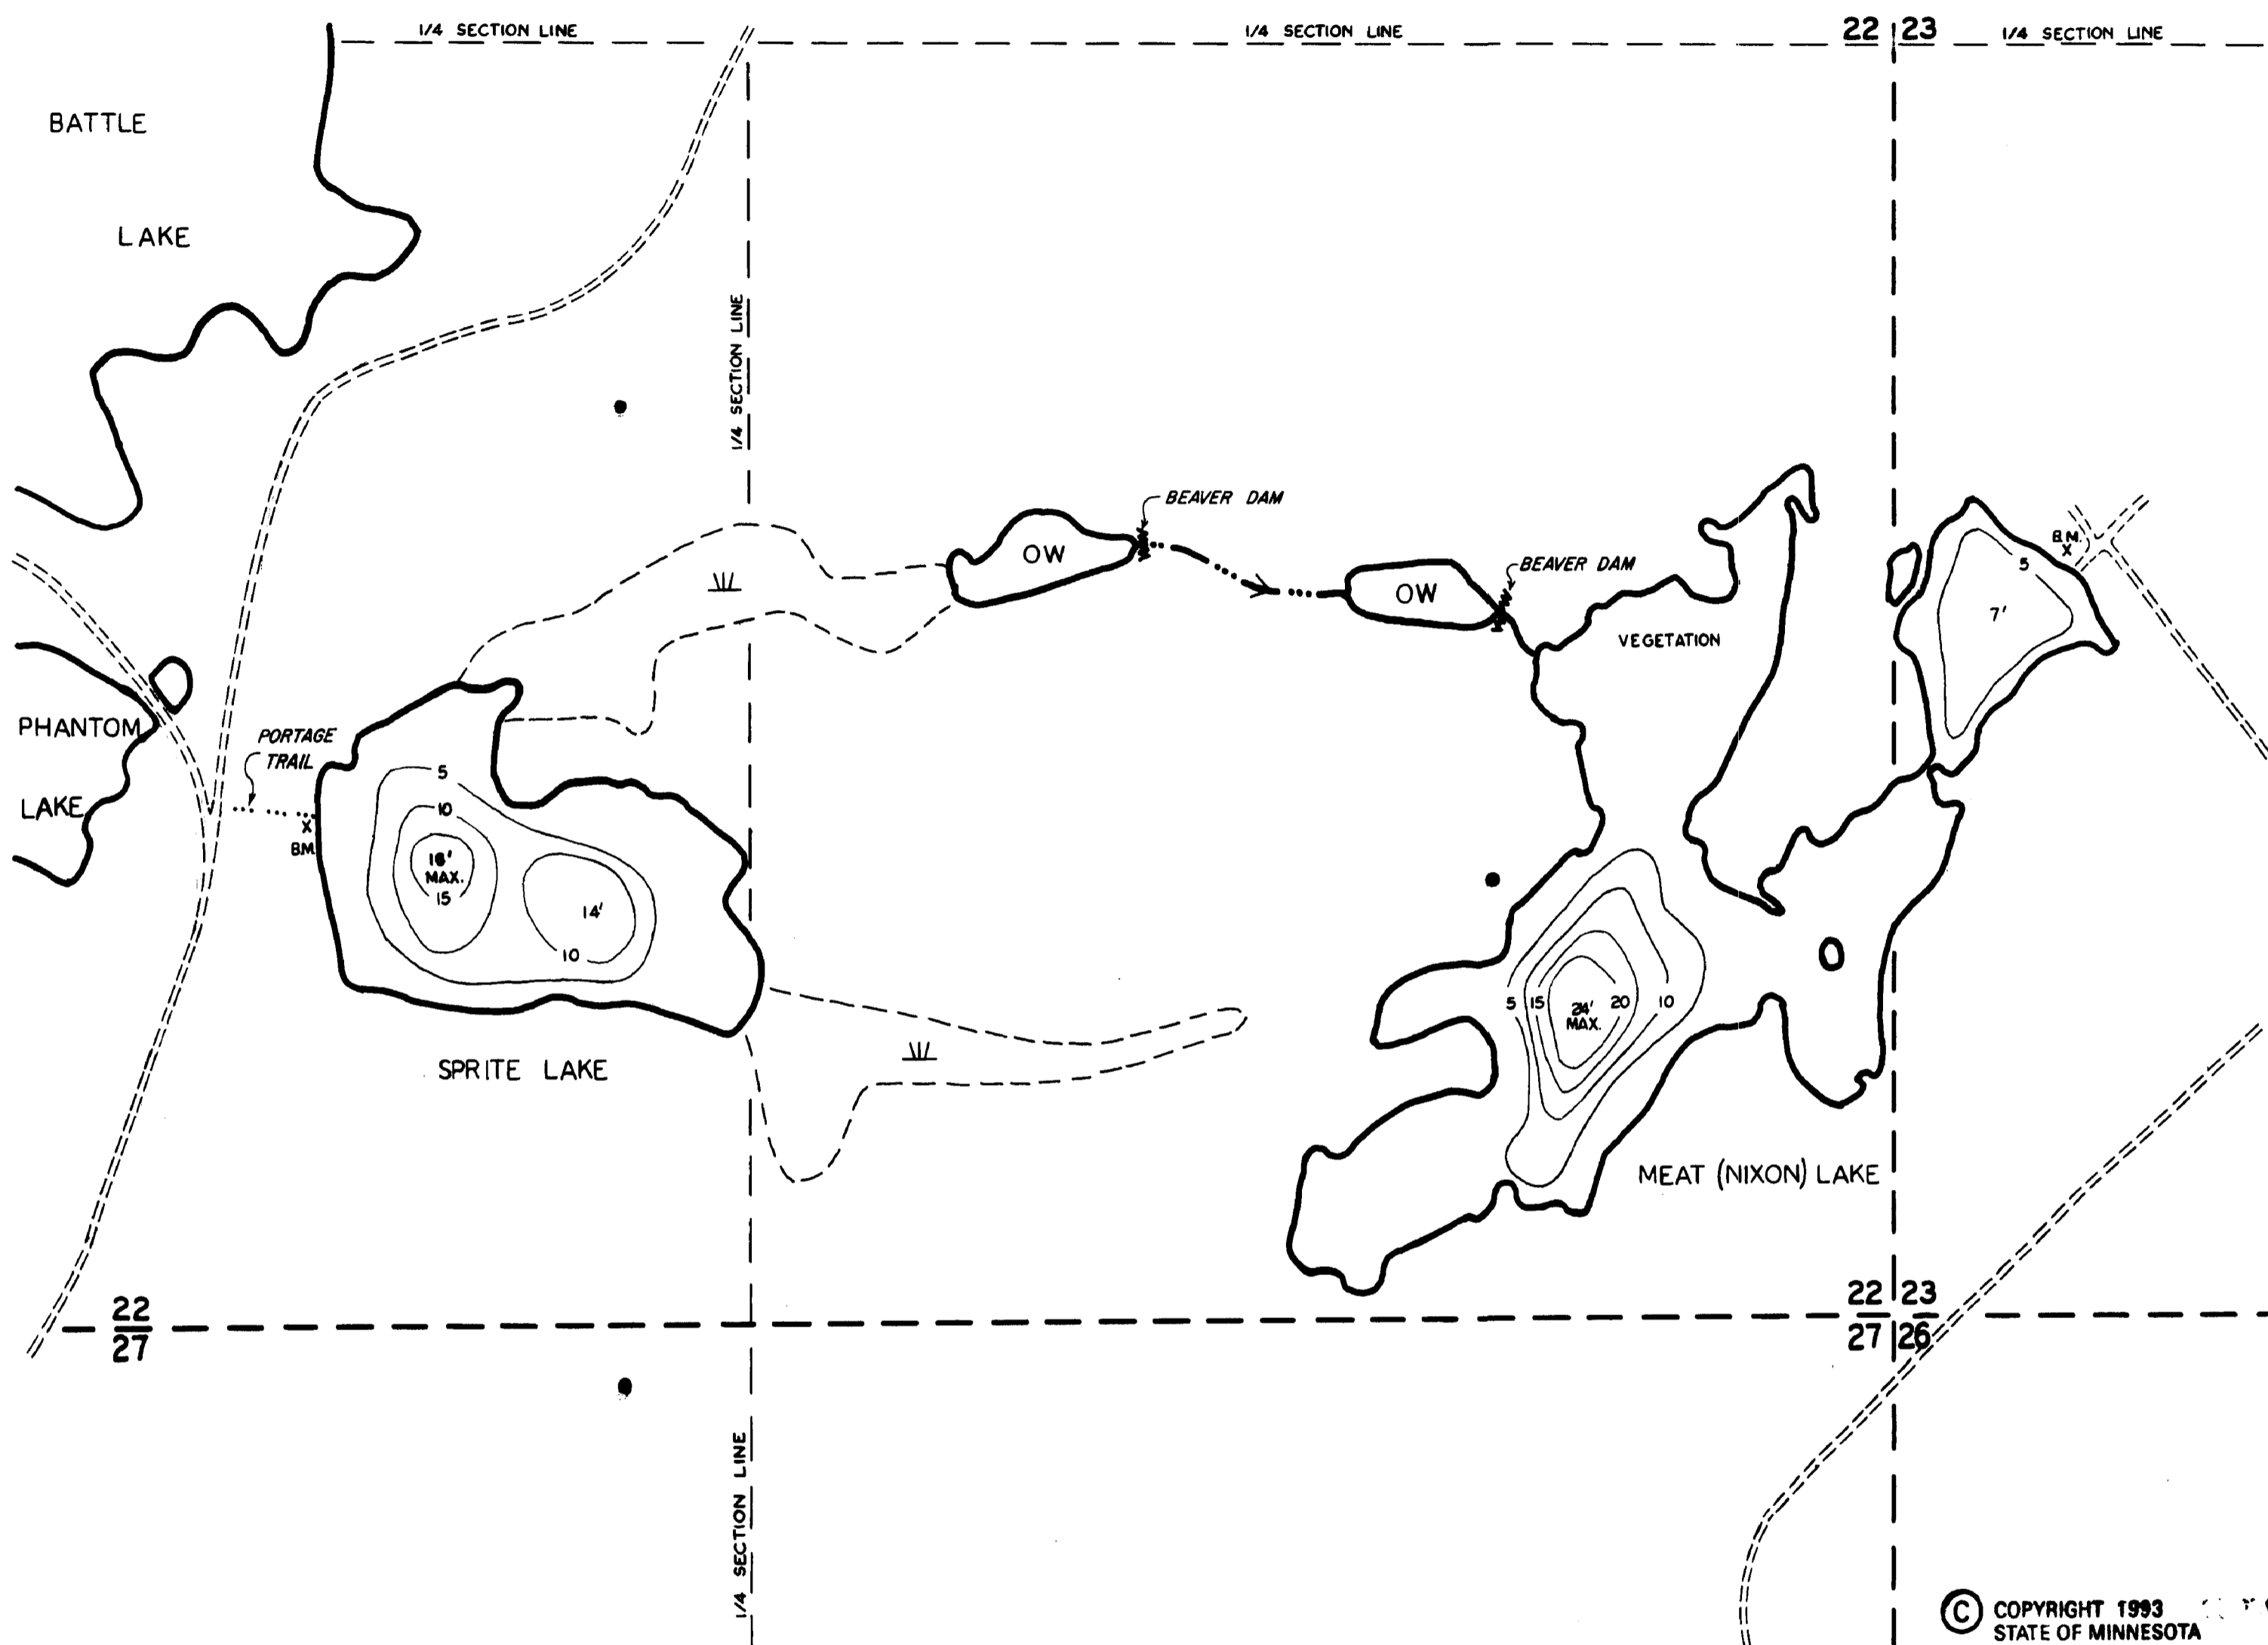 1/4 SECTION LINE
1/4 SECTION LINE
22 23
1/4 SECTION LINE
BATTLE
LAKE
1/4 SECTION LINE
BEAVER DAM
OW
BEAVER DAM
OW
VEGETATION
B.M.
X
5
7'
PHANTOM
LAKE
PORTAGE
TRAIL
X
B.M.
5
10
16'
MAX.
15
14'
10
SPRITE LAKE
5 15 24' 20 10
MAX.
MEAT (NIXON) LAKE
22
27
22 23
27 26
1/4 SECTION LINE
© COPYRIGHT 1993
STATE OF MINNESOTA